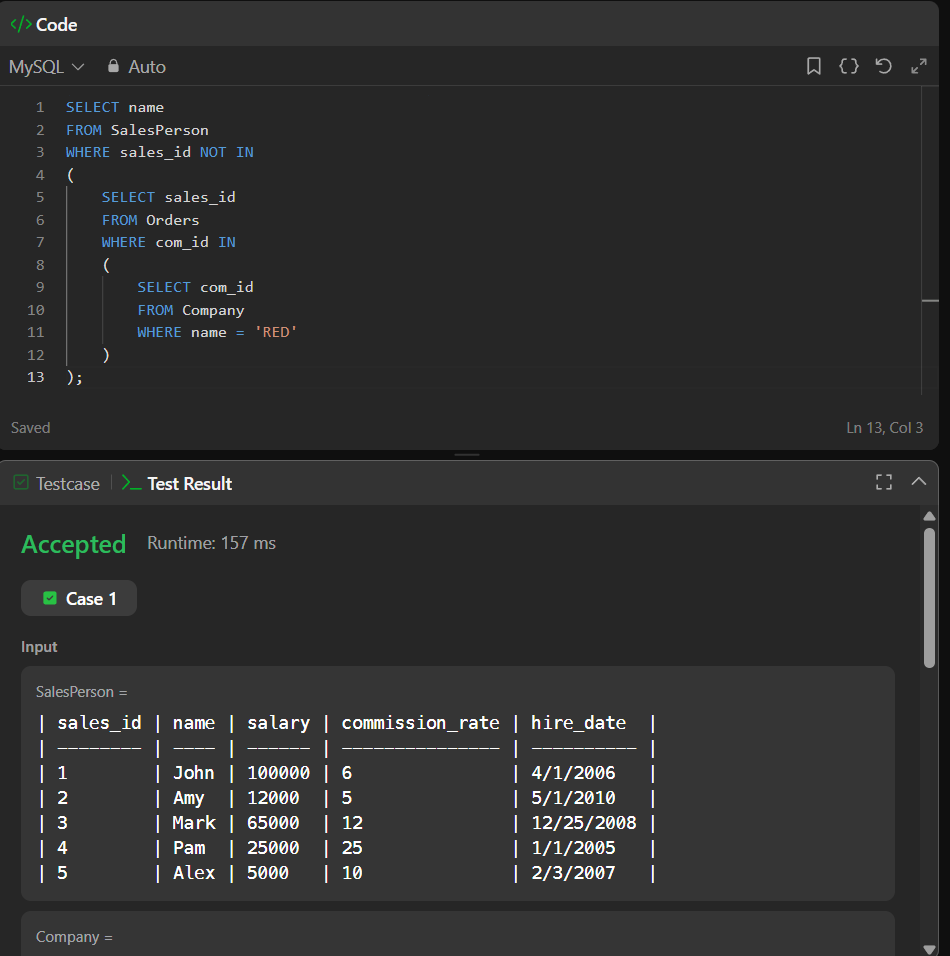 </> Code
MySQL Auto
1 SELECT name
2 FROM SalesPerson
3 WHERE sales_id NOT IN
4 (
5 SELECT sales_id
6 FROM Orders
7 WHERE com_id IN
8 (
9 SELECT com_id
10 FROM Company
11 WHERE name = 'RED'
12 )
13 );
Saved Ln 13, Col 3
Testcase | >_ Test Result
Accepted Runtime: 157 ms
Case 1
Input
SalesPerson =
| sales_id | name | salary | commission_rate | hire_date |
| -------- | ---- | ------ | --------------- | ---------- |
| 1 | John | 100000 | 6 | 4/1/2006 |
| 2 | Amy | 12000 | 5 | 5/1/2010 |
| 3 | Mark | 65000 | 12 | 12/25/2008 |
| 4 | Pam | 25000 | 25 | 1/1/2005 |
| 5 | Alex | 5000 | 10 | 2/3/2007 |
Company =